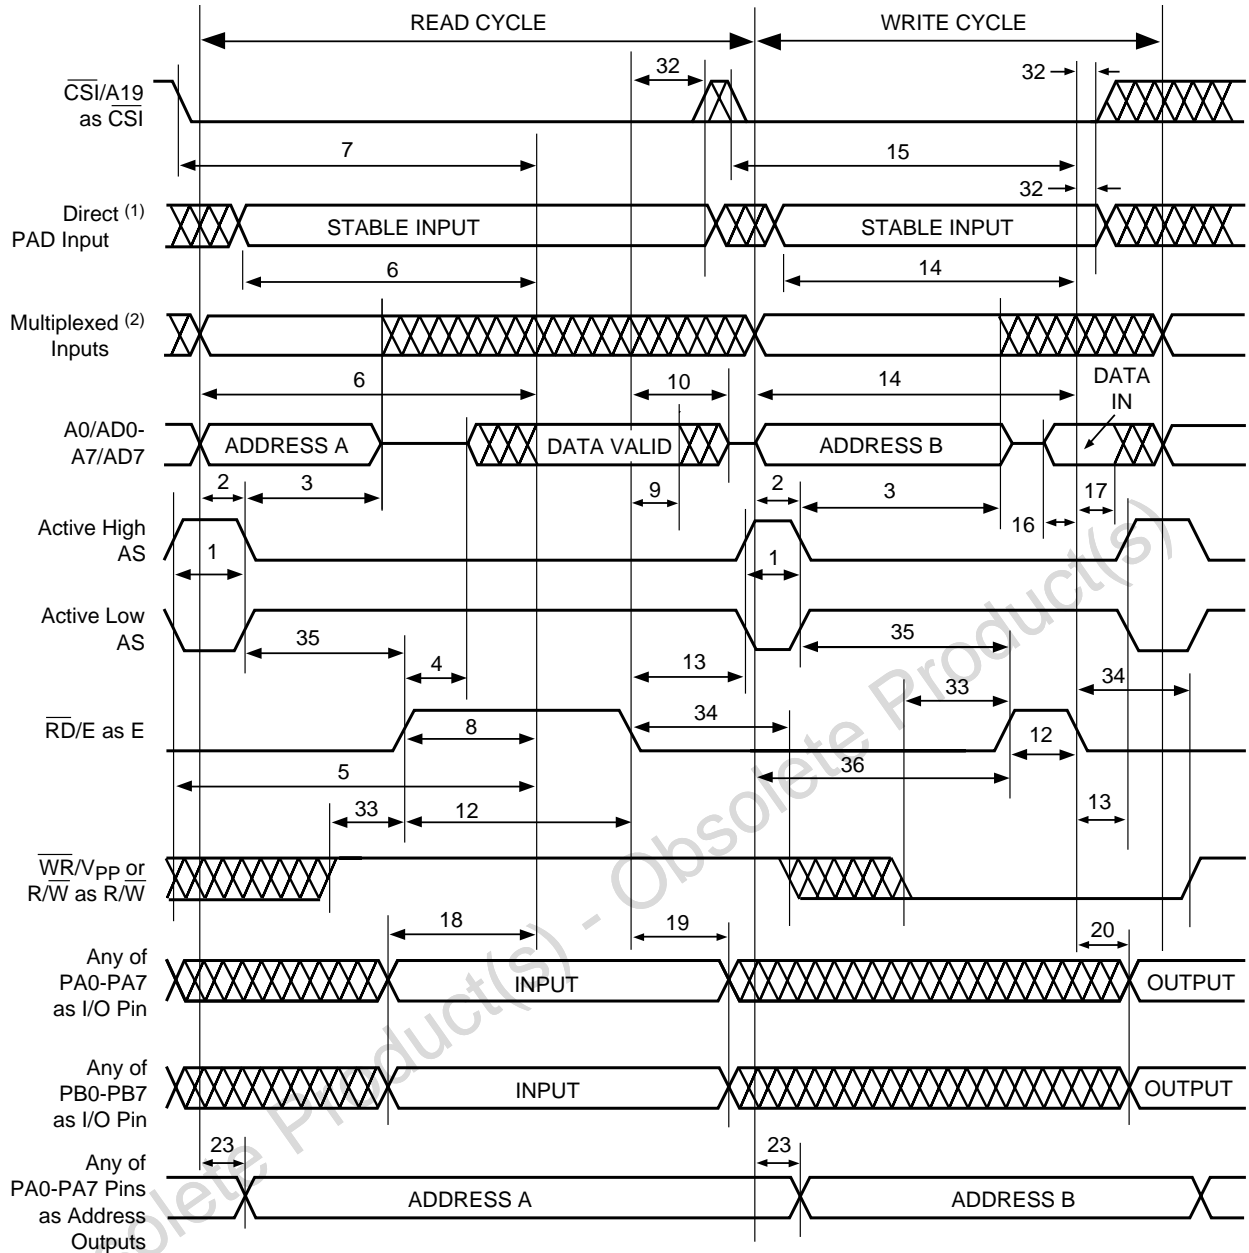 READ CYCLE
WRITE CYCLE
CSI/A19
as CSI
32
32
7
15
32
Direct (1)
PAD Input
STABLE INPUT
STABLE INPUT
6
14
Multiplexed (2)
Inputs
6
10
14
DATA
IN
A0/AD0-
A7/AD7
ADDRESS A
DATA VALID
ADDRESS B
2
3
9
2
3
16
17
Active High
AS
1
1
Active Low
AS
35
4
13
35
33
34
RD/E as E
8
34
12
5
36
33
12
13
WR/VPP or
R/W as R/W
18
19
20
Any of
PA0-PA7
as I/O Pin
INPUT
OUTPUT
Any of
PB0-PB7
as I/O Pin
INPUT
OUTPUT
23
23
Any of
PA0-PA7 Pins
as Address
Outputs
ADDRESS A
ADDRESS B
Obsolete Product(s) - Obsolete Product(s)